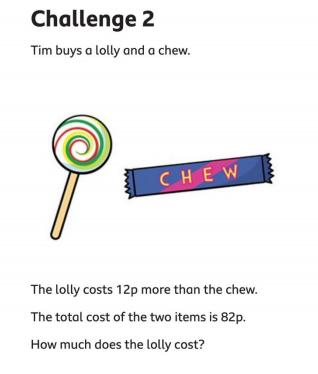 Challenge 2
Tim buys a lolly and a chew.
CHEW
The lolly costs 12p more than the chew.
The total cost of the two items is 82p.
How much does the lolly cost?